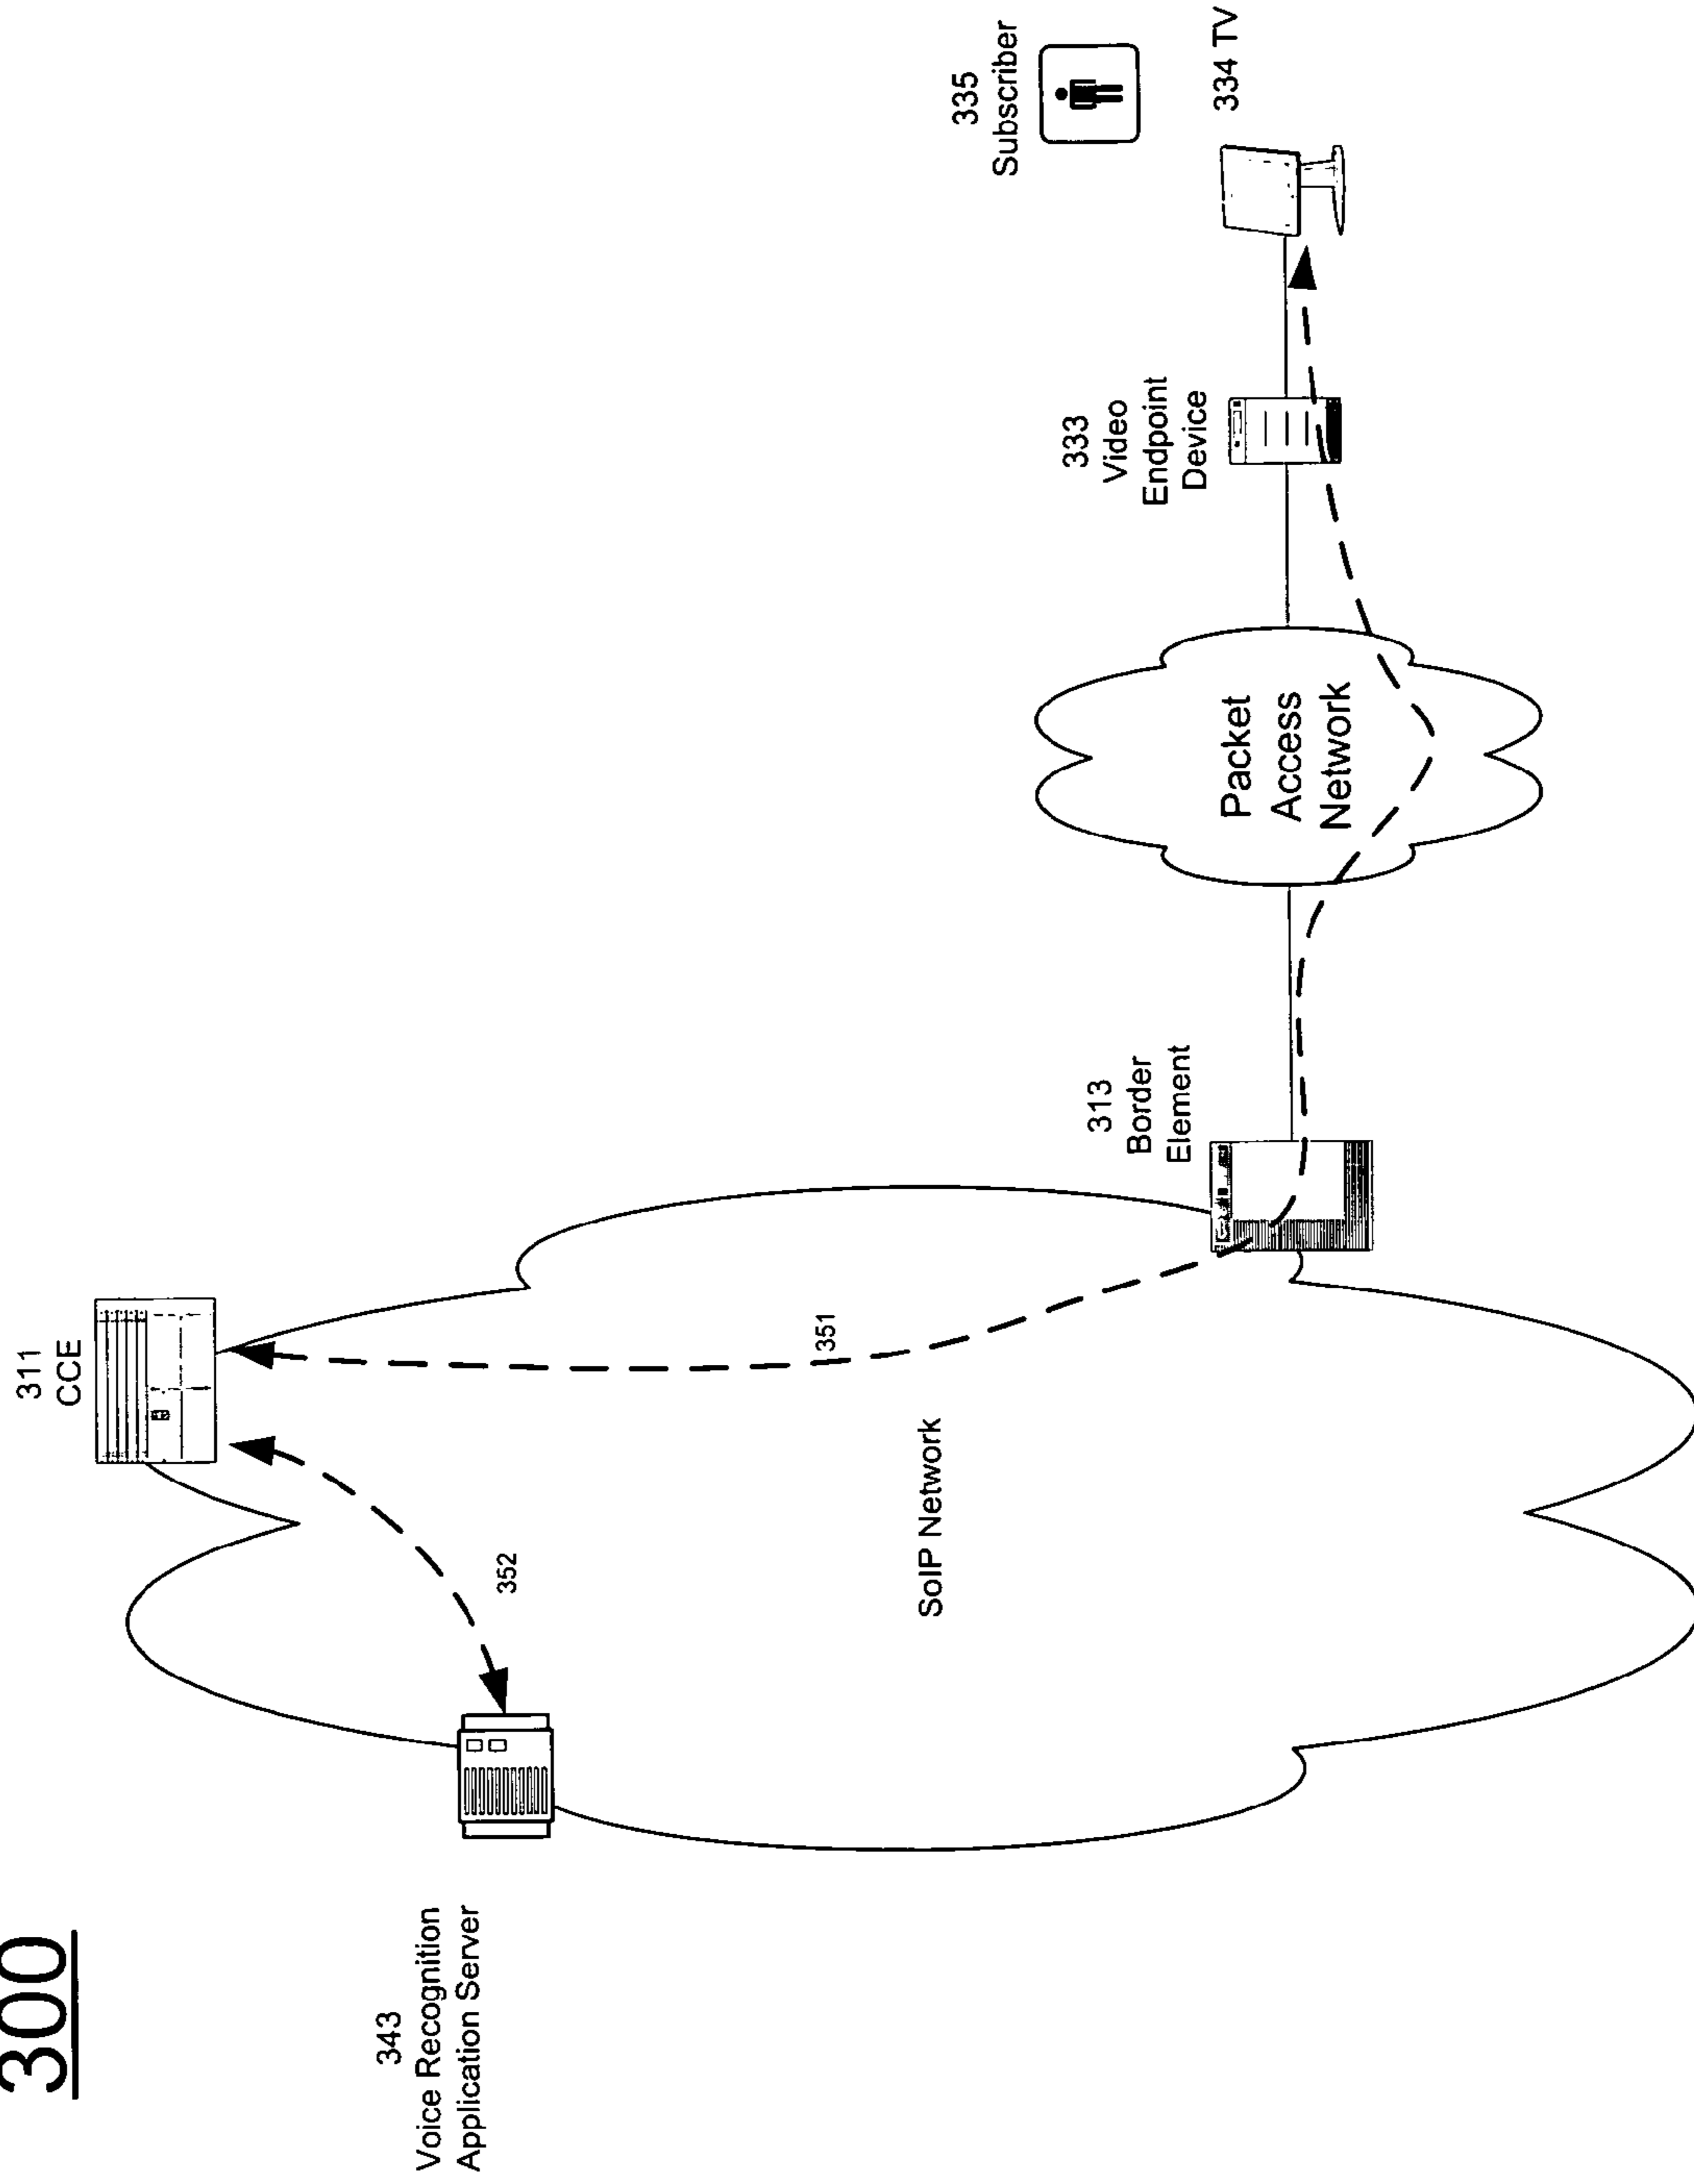 300
311
CCE
343
Voice Recognition
Application Server
352
351
SoIP Network
313
Border
Element
Packet
Access
Network
333
Video
Endpoint
Device
335
Subscriber
334 TV